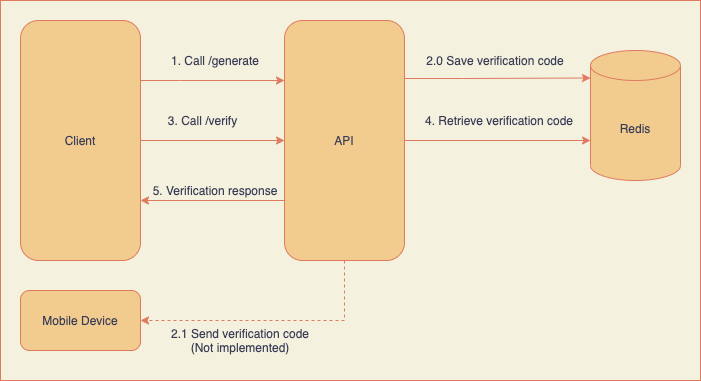 1. Call /generate
2.0 Save verification code
3. Call /verify
4. Retrieve verification code
Client
API
Redis
5. Verification response
Mobile Device
2.1 Send verification code
(Not implemented)